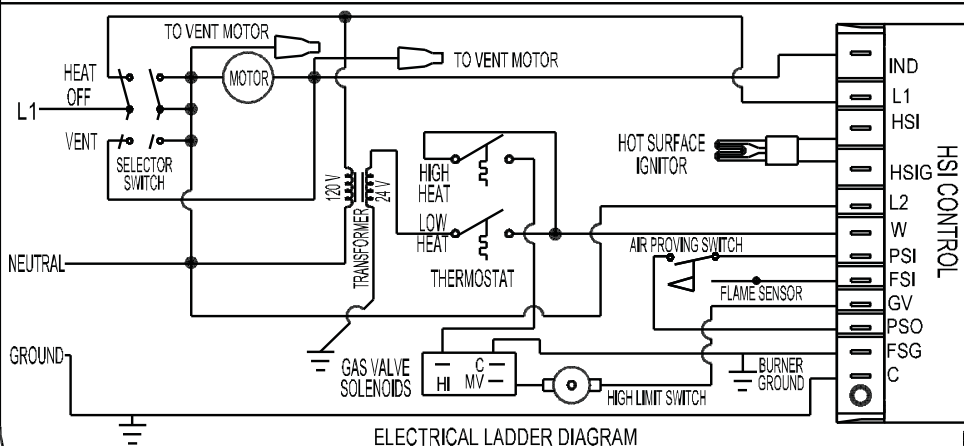 TO VENT MOTOR
TO VENT MOTOR
HEAT
OFF
L1
VENT
SELECTOR
SWITCH
MOTOR
NEUTRAL
GROUND
120 V
24 V
TRANSFORMER
HIGH
HEAT
LOW
HEAT
THERMOSTAT
GAS VALVE
SOLENOIDS
HI
C
MV
HIGH LIMIT SWITCH
HOT SURFACE
IGNITOR
AIR PROVING SWITCH
FLAME SENSOR
BURNER
GROUND
IND
L1
HSI
HSIG
L2
W
PSI
FSI
GV
PSO
FSG
C
HSI CONTROL
ELECTRICAL LADDER DIAGRAM